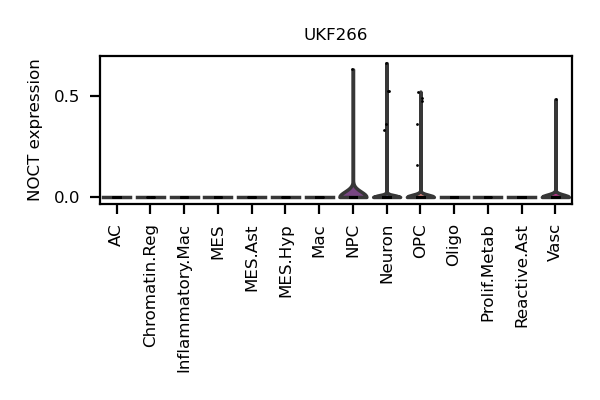 UKF266
NOCT expression
0.5
0.0
AC
Chromatin.Reg
Inflammatory.Mac
MES
MES.Ast
MES.Hyp
Mac
NPC
Neuron
OPC
Oligo
Prolif.Metab
Reactive.Ast
Vasc